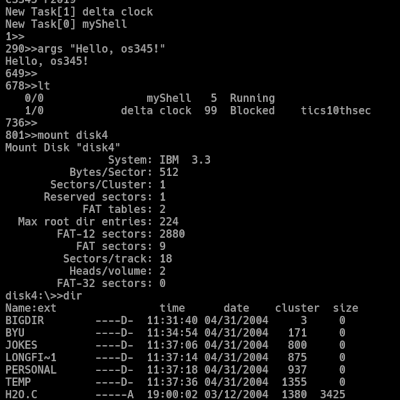 CS345 F2019
New Task[1] delta clock
New Task[0] myShell
1>>
290>>args "Hello, os345!"
Hello, os345!
649>>
678>>lt
0/0 myShell 5 Running
1/0 delta clock 99 Blocked tics10thsec
736>>
801>>mount disk4
Mount Disk "disk4"
System: IBM 3.3
Bytes/Sector: 512
Sectors/Cluster: 1
Reserved sectors: 1
FAT tables: 2
Max root dir entries: 224
FAT-12 sectors: 2880
FAT sectors: 9
Sectors/track: 18
Heads/volume: 2
FAT-32 sectors: 0
disk4:\>>dir
Name:ext time date cluster size
BIGDIR ----D- 11:31:40 04/31/2004 3 0
BYU ----D- 11:34:54 04/31/2004 171 0
JOKES ----D- 11:37:06 04/31/2004 800 0
LONGFI~1 ----D- 11:37:14 04/31/2004 875 0
PERSONAL ----D- 11:37:18 04/31/2004 937 0
TEMP ----D- 11:37:36 04/31/2004 1355 0
H2O.C -----A 19:00:02 03/12/2004 1380 3425